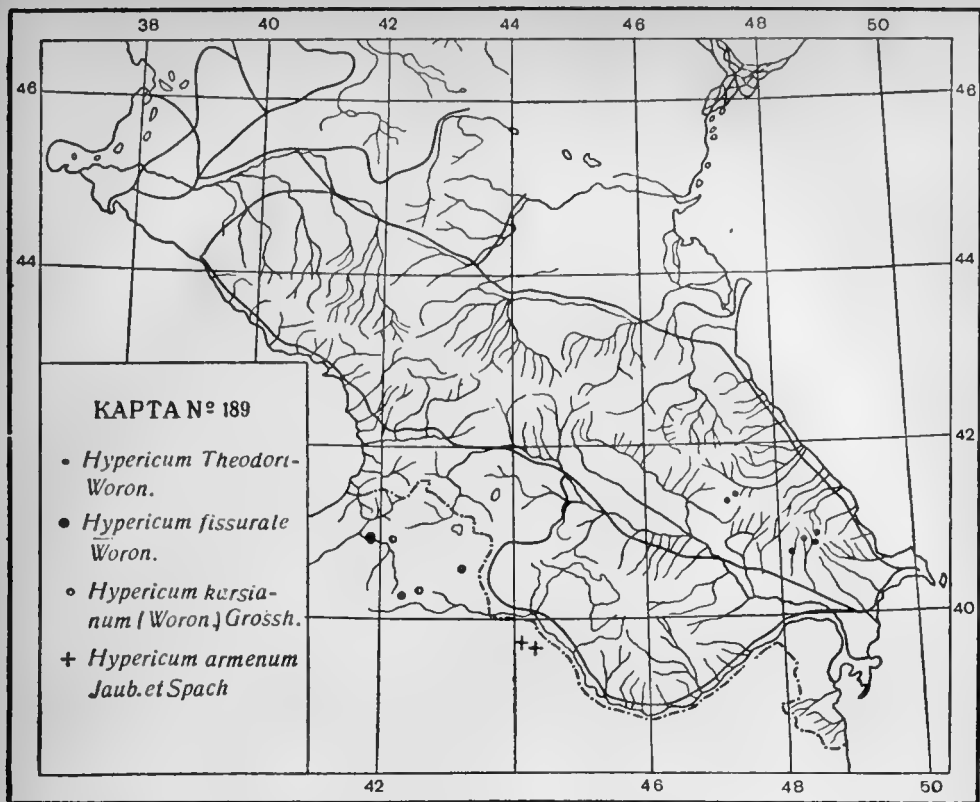 38 40 42 44 46 48 50
46 46
44 44
КАРТА № 189
• Hypericum Theodori-
Woron.
● Hypericum fissurale
Woron.
42 42
○ Hypericum karsia-
num (Woron.) Grossh.
40 40
+ Hypericum armenum
Jaub. et Spach
42 44 46 48 50